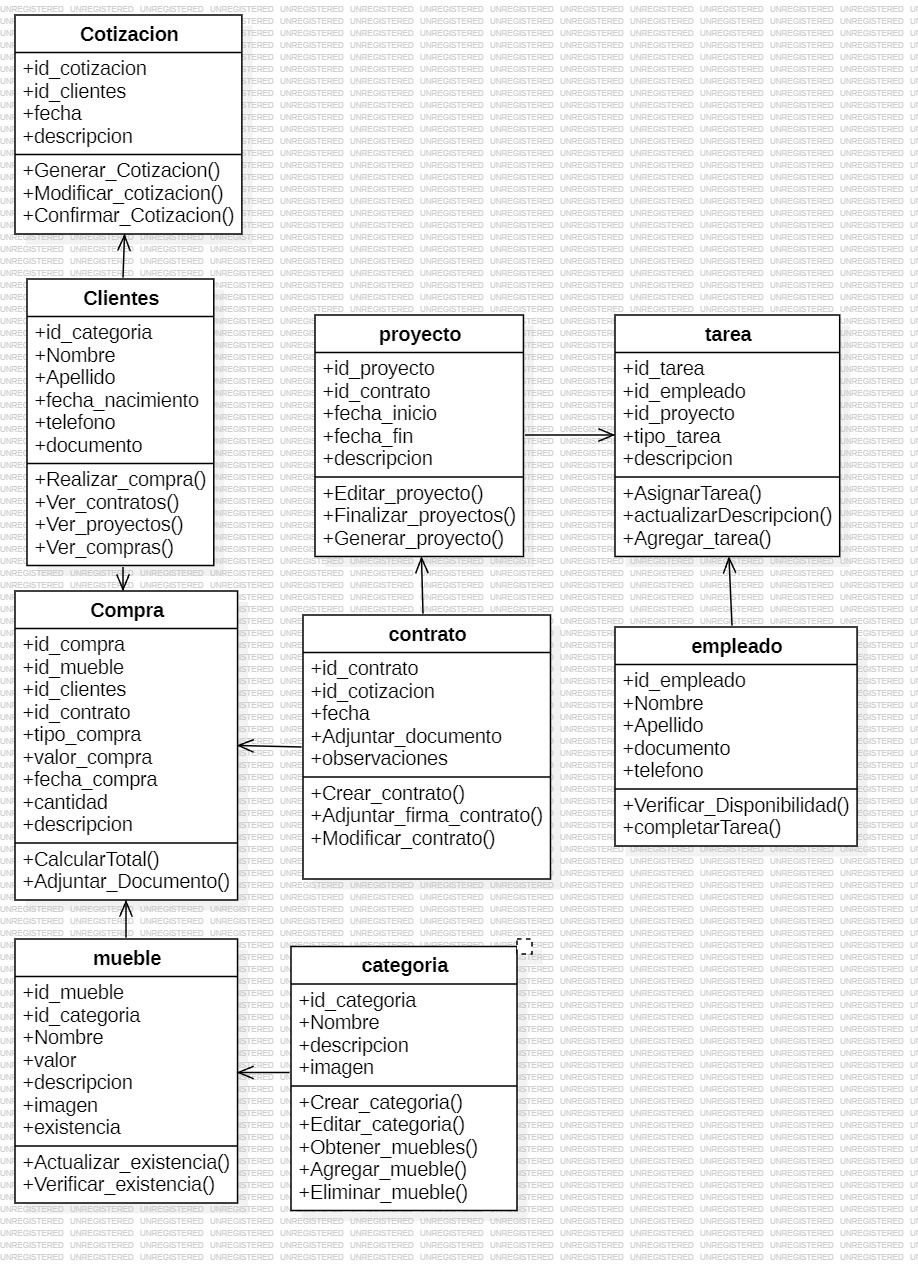 Cotizacion
+id_cotizacion
+id_clientes
+fecha
+descripcion
+Generar_Cotizacion()
+Modificar_cotizacion()
+Confirmar_Cotizacion()
Clientes
+id_categoria
+Nombre
+Apellido
+fecha_nacimiento
+telefono
+documento
+Realizar_compra()
+Ver_contratos()
+Ver_proyectos()
+Ver_compras()
proyecto
+id_proyecto
+id_contrato
+fecha_inicio
+fecha_fin
+descripcion
+Editar_proyecto()
+Finalizar_proyectos()
+Generar_proyecto()
tarea
+id_tarea
+id_empleado
+id_proyecto
+tipo_tarea
+descripcion
+AsignarTarea()
+actualizarDescripcion()
+Agregar_tarea()
Compra
+id_compra
+id_mueble
+id_clientes
+id_contrato
+tipo_compra
+valor_compra
+fecha_compra
+cantidad
+descripcion
+CalcularTotal()
+Adjuntar_Documento()
contrato
+id_contrato
+id_cotizacion
+fecha
+Adjuntar_documento
+observaciones
+Crear_contrato()
+Adjuntar_firma_contrato()
+Modificar_contrato()
empleado
+id_empleado
+Nombre
+Apellido
+documento
+telefono
+Verificar_Disponibilidad()
+completarTarea()
mueble
+id_mueble
+id_categoria
+Nombre
+valor
+descripcion
+imagen
+existencia
+Actualizar_existencia()
+Verificar_existencia()
categoria
+id_categoria
+Nombre
+descripcion
+imagen
+Crear_categoria()
+Editar_categoria()
+Obtener_muebles()
+Agregar_mueble()
+Eliminar_mueble()
UNREGISTERED